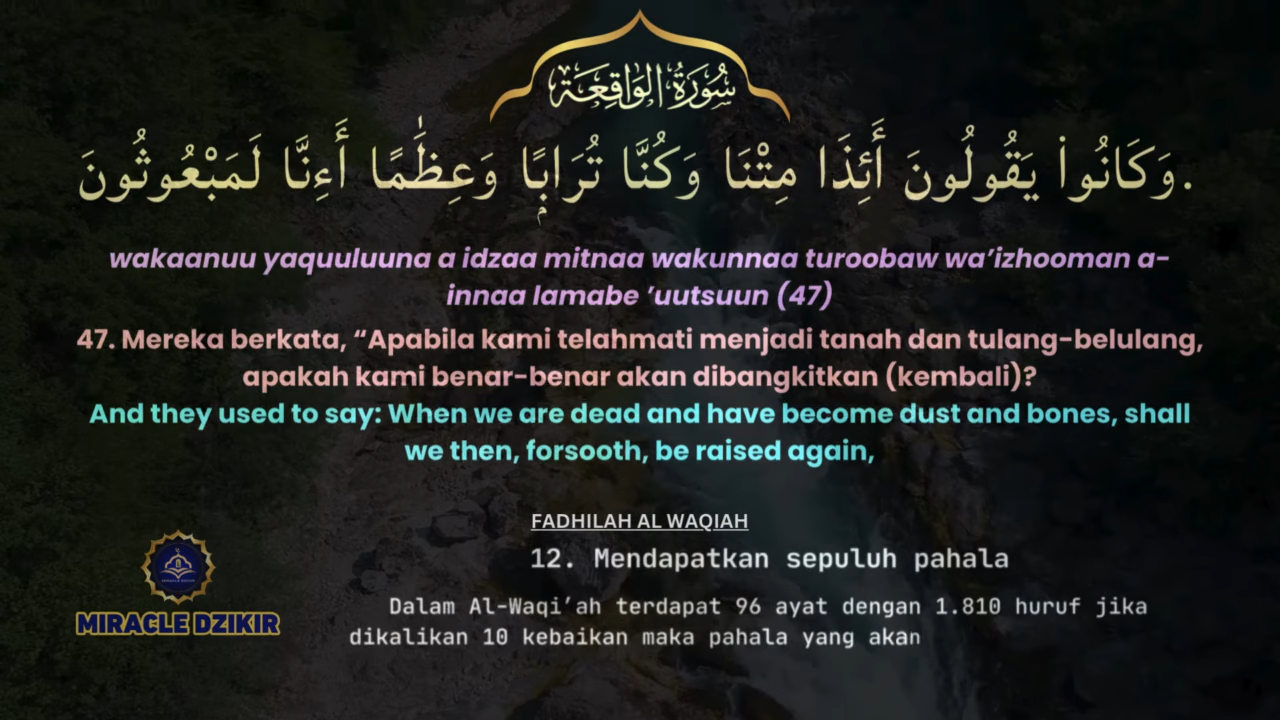 سُورَةُ الوَاقِعَة
وَكَانُوا۟ يَقُولُونَ أَئِذَا مِتْنَا وَكُنَّا تُرَابًۭا وَعِظَٰمًا أَءِنَّا لَمَبْعُوثُونَ.
wakaanuu yaquuluuna a idzaa mitnaa wakunnaa turoobaw wa’izhooman a-
innaa lamabe ’uutsuun (47)
47. Mereka berkata, “Apabila kami telahmati menjadi tanah dan tulang-belulang,
apakah kami benar-benar akan dibangkitkan (kembali)?
And they used to say: When we are dead and have become dust and bones, shall
we then, forsooth, be raised again,
FADHILAH AL WAQIAH
12. Mendapatkan sepuluh pahala
Dalam Al-Waqi’ah terdapat 96 ayat dengan 1.810 huruf jika
dikalikan 10 kebaikan maka pahala yang akan
MIRACLE DZIKIR
MIRACLE DZIKIR